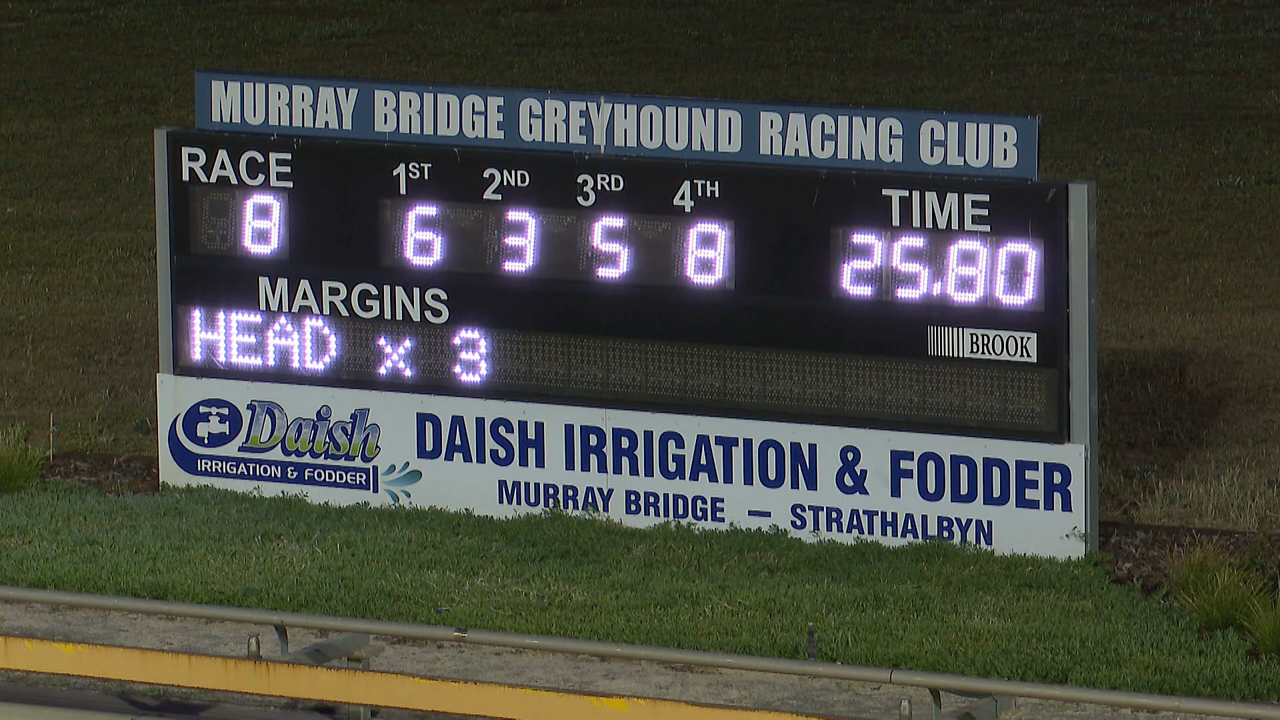 MURRAY BRIDGE GREYHOUND RACING CLUB
RACE 1ST 2ND 3RD 4TH TIME
8 6 3 5 8 25.80
MARGINS
HEAD x 3
BROOK
Daish
IRRIGATION & FODDER
DAISH IRRIGATION & FODDER
MURRAY BRIDGE – STRATHALBYN